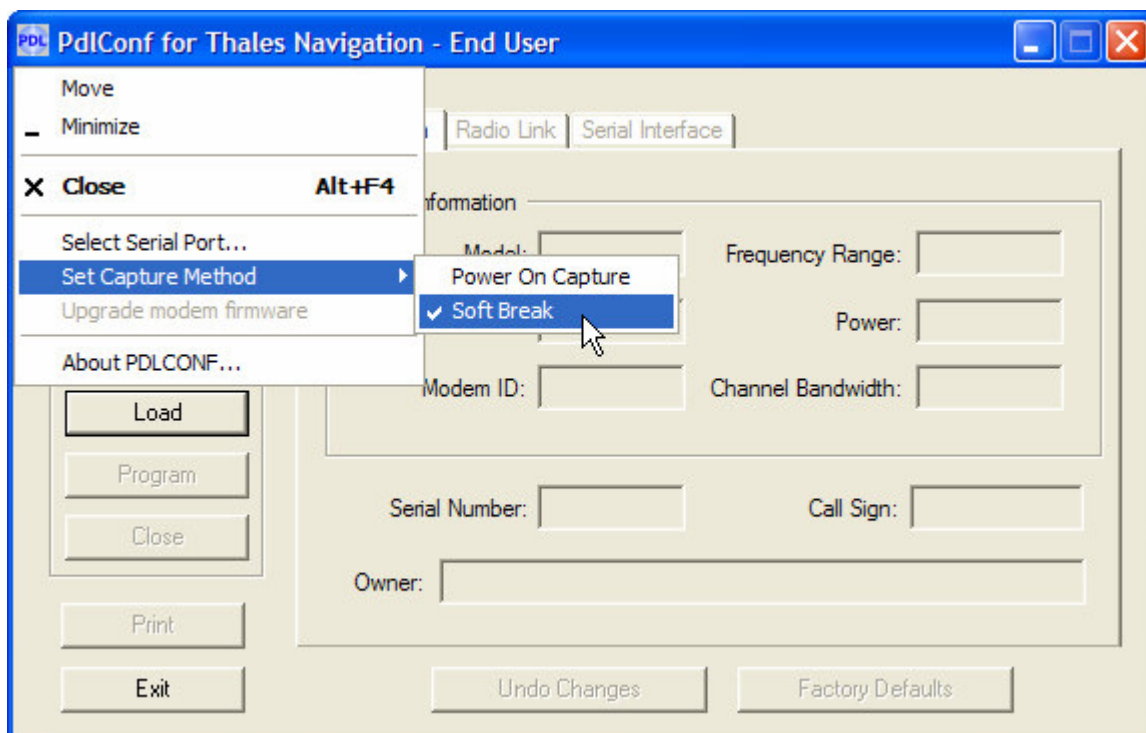 PDL PdlConf for Thales Navigation - End User
Move
Minimize
Radio Link Serial Interface
Close Alt+F4
Select Serial Port...
Model: Frequency Range:
Set Capture Method Power On Capture
Upgrade modem firmware Soft Break
Power:
About PDLCONF...
Modem ID: Channel Bandwidth:
Load
Program
Serial Number: Call Sign:
Close
Owner:
Print
Exit Undo Changes Factory Defaults